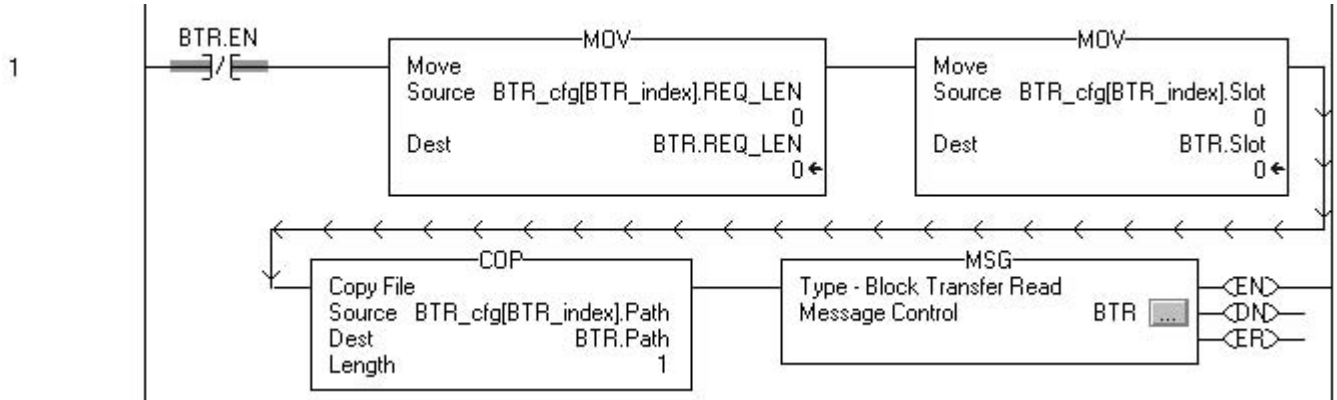 1
BTR.EN
MOV
Move
Source BTR_cfg[BTR_index].REQ_LEN
0
Dest BTR.REQ_LEN
0
MOV
Move
Source BTR_cfg[BTR_index].Slot
0
Dest BTR.Slot
0
COP
Copy File
Source BTR_cfg[BTR_index].Path
Dest BTR.Path
Length 1
MSG
Type - Block Transfer Read
Message Control BTR ...
EN
DN
ER